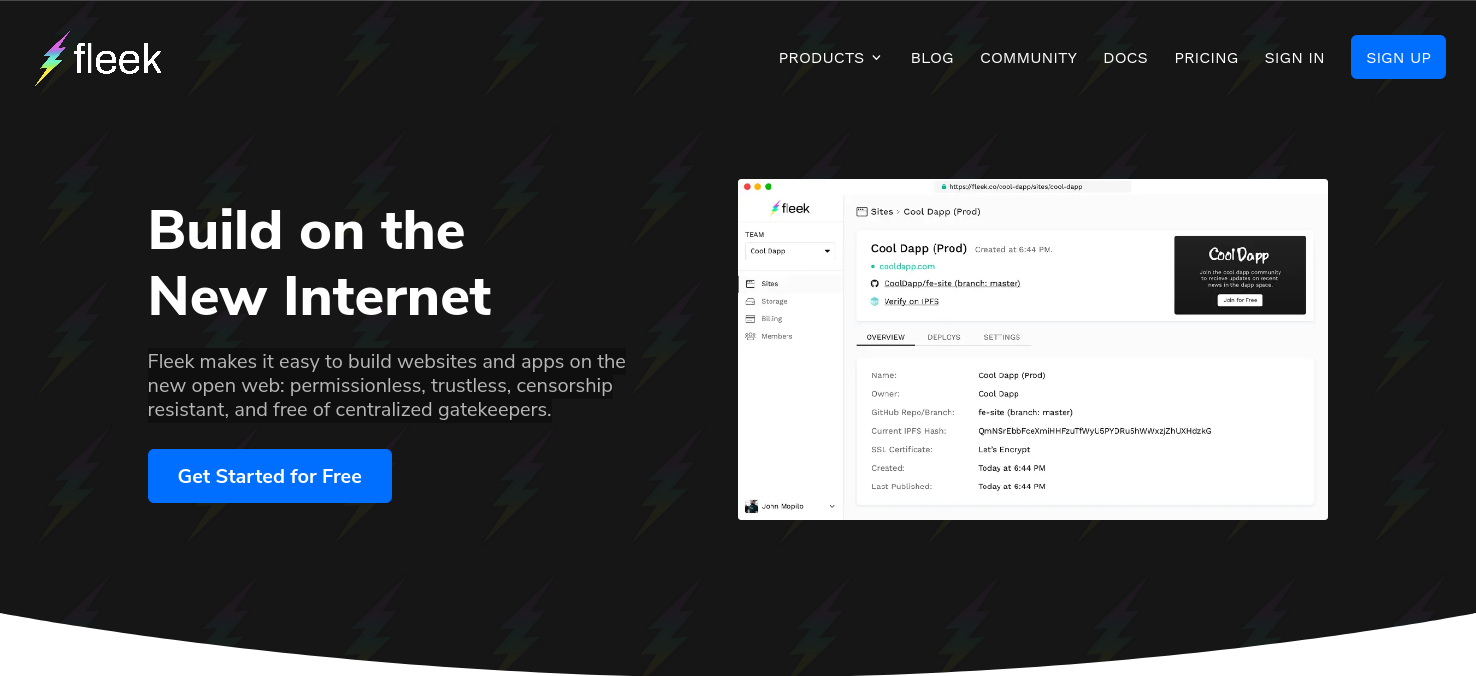 fleek
PRODUCTS
BLOG
COMMUNITY
DOCS
PRICING
SIGN IN
SIGN UP
Build on the
New Internet
Fleek makes it easy to build websites and apps on the
new open web: permissionless, trustless, censorship
resistant, and free of centralized gatekeepers.
Get Started for Free
https://fleek.co/cool-dapp/sites/cool-dapp
fleek
TEAM
Cool Dapp
Sites
Storage
Billing
Members
John Mopilo
Sites › Cool Dapp (Prod)
Cool Dapp (Prod) Created at 6:44 PM.
cooldapp.com
CoolDapp/fe-site (branch: master)
Verify on IPFS
Cool Dapp
Join the cool dapp community
to recieve updates on recent
news in the dapp space.
Join for Free
OVERVIEW
DEPLOYS
SETTINGS
Name: Cool Dapp (Prod)
Owner: Cool Dapp
GitHub Repo/Branch: fe-site (branch: master)
Current IPFS Hash:
SSL Certificate: Let's Encrypt
Created: Today at 6:44 PM
Last Published: Today at 6:44 PM